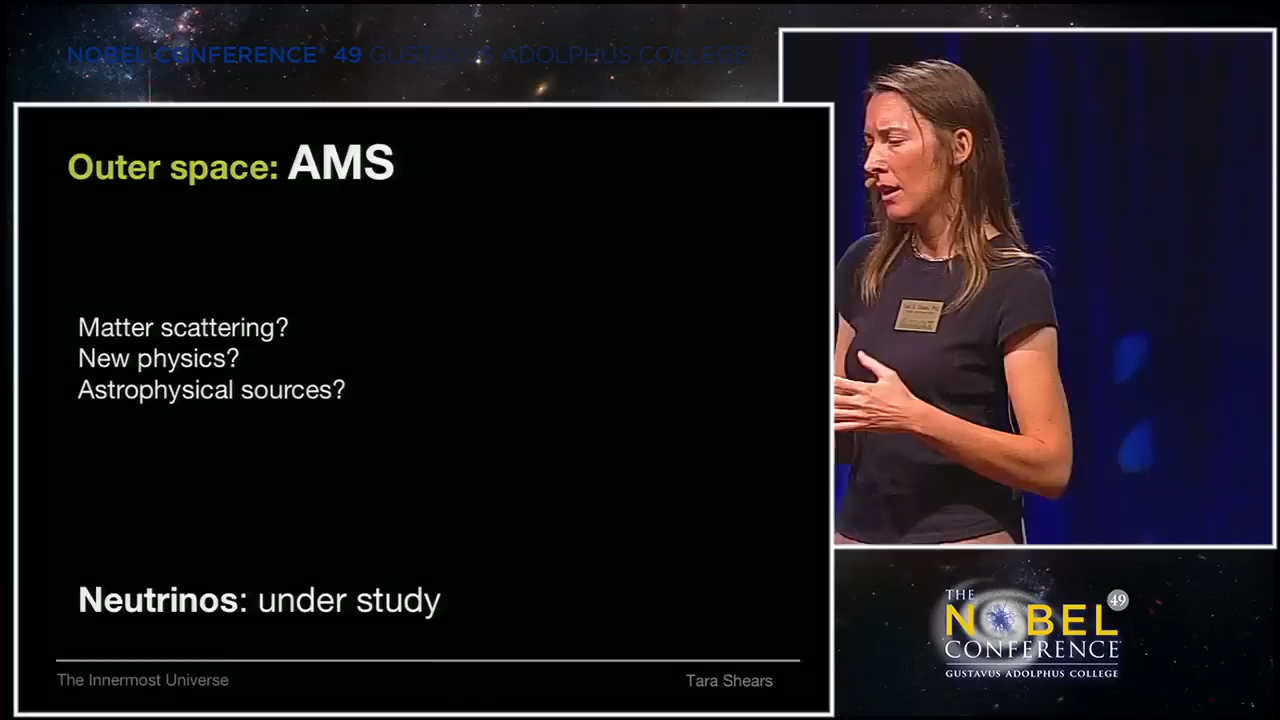 NOBEL CONFERENCE® 49 GUSTAVUS ADOLPHUS COLLEGE
Outer space: AMS
Matter scattering?
New physics?
Astrophysical sources?
Neutrinos: under study
The Innermost Universe
Tara Shears
THE
NOBEL
49
CONFERENCE
GUSTAVUS ADOLPHUS COLLEGE